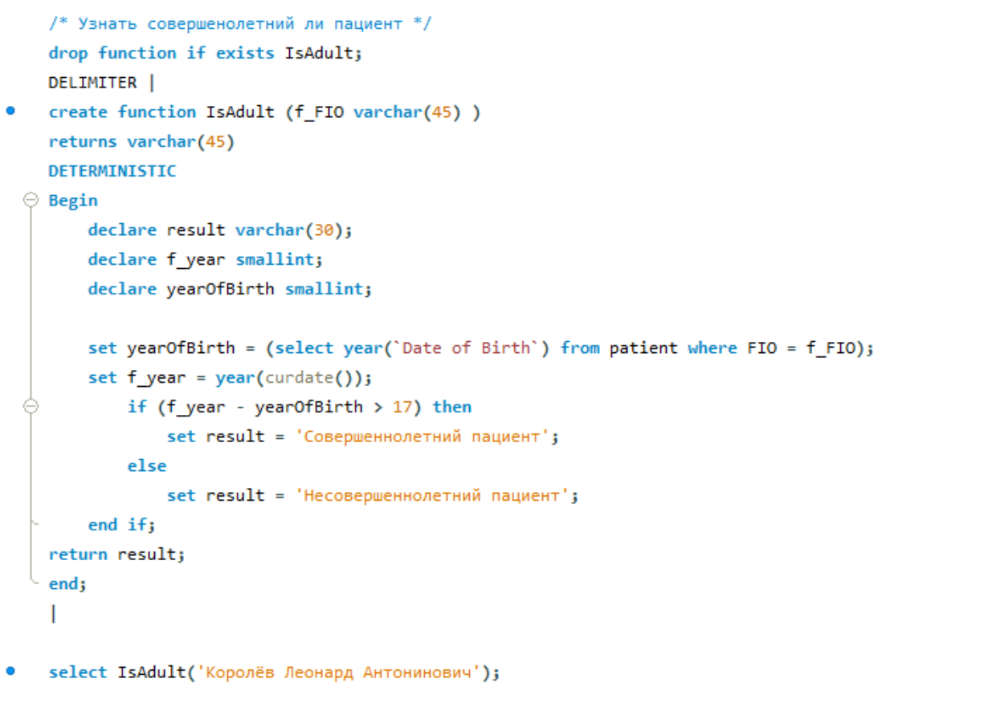 /* Узнать совершенолетний ли пациент */
drop function if exists IsAdult;
DELIMITER |
create function IsAdult (f_FIO varchar(45) )
returns varchar(45)
DETERMINISTIC
Begin
declare result varchar(30);
declare f_year smallint;
declare yearOfBirth smallint;
set yearOfBirth = (select year(`Date of Birth`) from patient where FIO = f_FIO);
set f_year = year(curdate());
if (f_year - yearOfBirth > 17) then
set result = 'Совершеннолетний пациент';
else
set result = 'Несовершеннолетний пациент';
end if;
return result;
end;
|
select IsAdult('Королёв Леонард Антонинович');